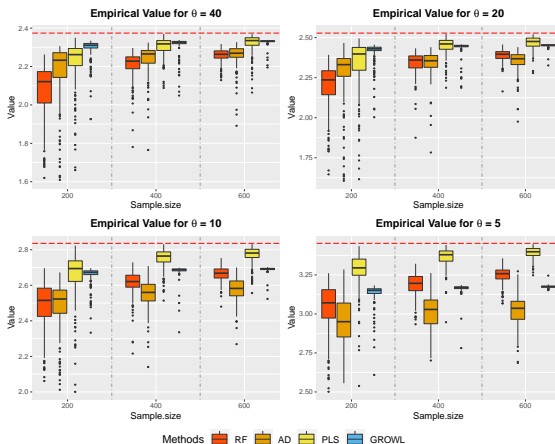 Empirical Value for θ = 40
Empirical Value for θ = 20
Value
2.4
2.2
2.0
1.8
1.6
200
400
600
Sample.size
Value
2.50
2.25
2.00
1.75
200
400
600
Sample.size
Empirical Value for θ = 10
Empirical Value for θ = 5
Value
2.8
2.6
2.4
2.2
2.0
200
400
600
Sample.size
Value
3.25
3.00
2.75
2.50
200
400
600
Sample.size
Methods RF AD PLS GROWL